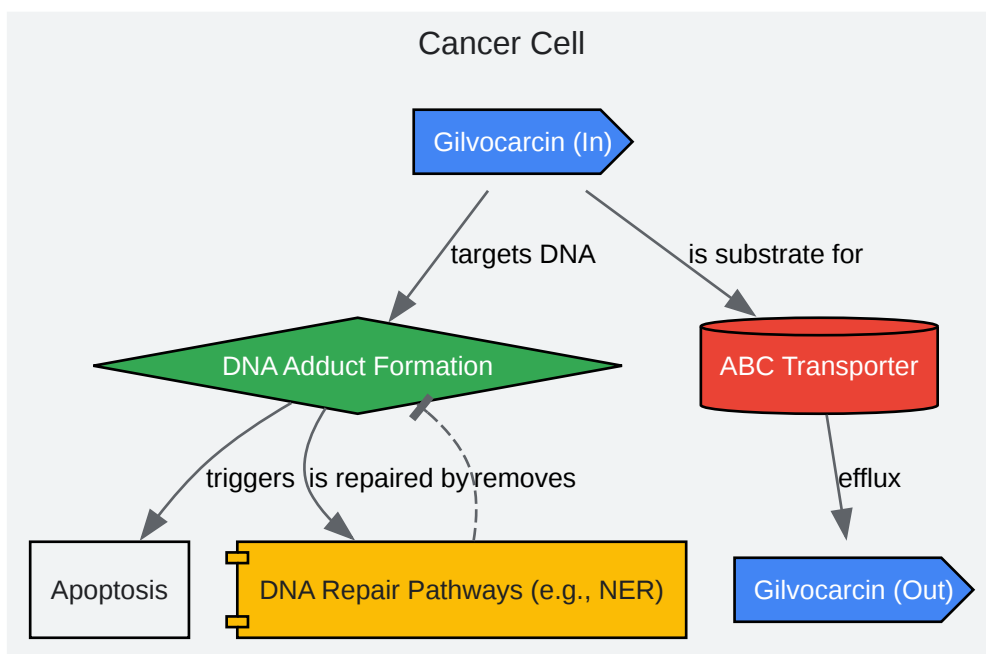 Cancer Cell
Gilvocarcin (In)
targets DNA
is substrate for
DNA Adduct Formation
ABC Transporter
triggers
is repaired by
removes
efflux
Apoptosis
DNA Repair Pathways (e.g., NER)
Gilvocarcin (Out)